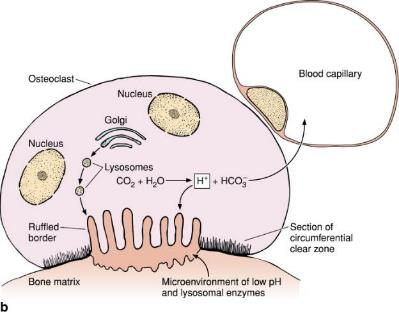 Blood capillary
Osteoclast
Nucleus
Golgi
Nucleus
Lysosomes
CO₂ + H₂O → H⁺ + HCO₃⁻
Ruffled
border
Section of
circumferential
clear zone
Bone matrix
Microenvironment of low pH
and lysosomal enzymes
b